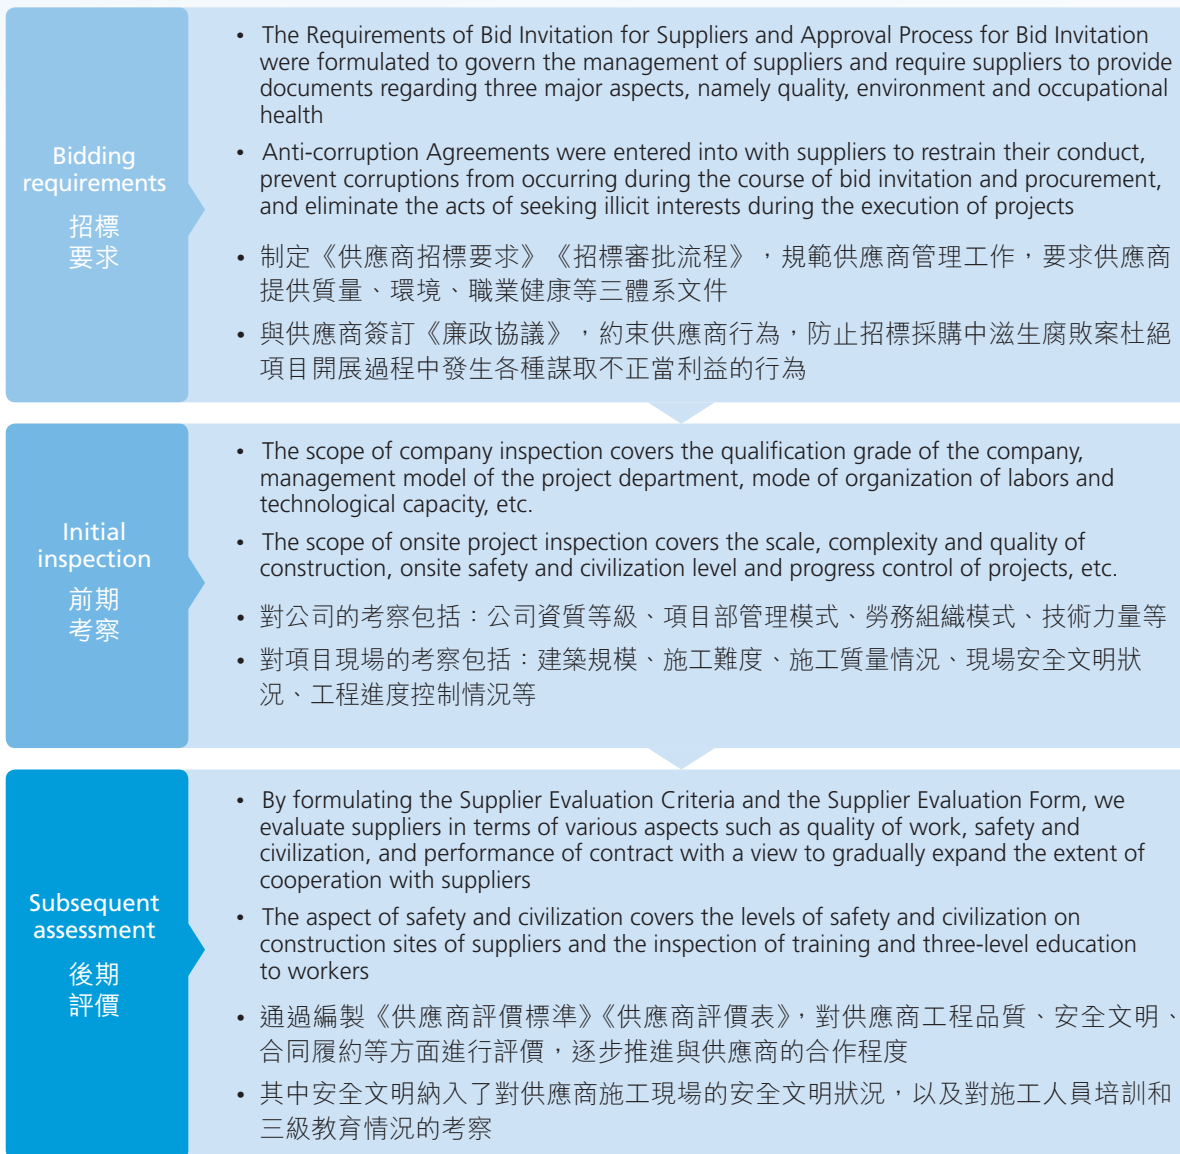 Bidding
requirements
招標
要求
• The Requirements of Bid Invitation for Suppliers and Approval Process for Bid Invitation
were formulated to govern the management of suppliers and require suppliers to provide
documents regarding three major aspects, namely quality, environment and occupational
health
• Anti-corruption Agreements were entered into with suppliers to restrain their conduct,
prevent corruptions from occurring during the course of bid invitation and procurement,
and eliminate the acts of seeking illicit interests during the execution of projects
• 制定《供應商招標要求》《招標審批流程》，規範供應商管理工作，要求供應商
提供質量、環境、職業健康等三體系文件
• 與供應商簽訂《廉政協議》，約束供應商行為，防止招標採購中滋生腐敗案杜絕
項目開展過程中發生各種謀取不正當利益的行為
Initial
inspection
前期
考察
• The scope of company inspection covers the qualification grade of the company,
management model of the project department, mode of organization of labors and
technological capacity, etc.
• The scope of onsite project inspection covers the scale, complexity and quality of
construction, onsite safety and civilization level and progress control of projects, etc.
• 對公司的考察包括：公司資質等級、項目部管理模式、勞務組織模式、技術力量等
• 對項目現場的考察包括：建築規模、施工難度、施工質量情況、現場安全文明狀
況、工程進度控制情況等
Subsequent
assessment
後期
評價
• By formulating the Supplier Evaluation Criteria and the Supplier Evaluation Form, we
evaluate suppliers in terms of various aspects such as quality of work, safety and
civilization, and performance of contract with a view to gradually expand the extent of
cooperation with suppliers
• The aspect of safety and civilization covers the levels of safety and civilization on
construction sites of suppliers and the inspection of training and three-level education
to workers
• 通過編製《供應商評價標準》《供應商評價表》，對供應商工程品質、安全文明、
合同履約等方面進行評價，逐步推進與供應商的合作程度
• 其中安全文明納入了對供應商施工現場的安全文明狀況，以及對施工人員培訓和
三級教育情況的考察